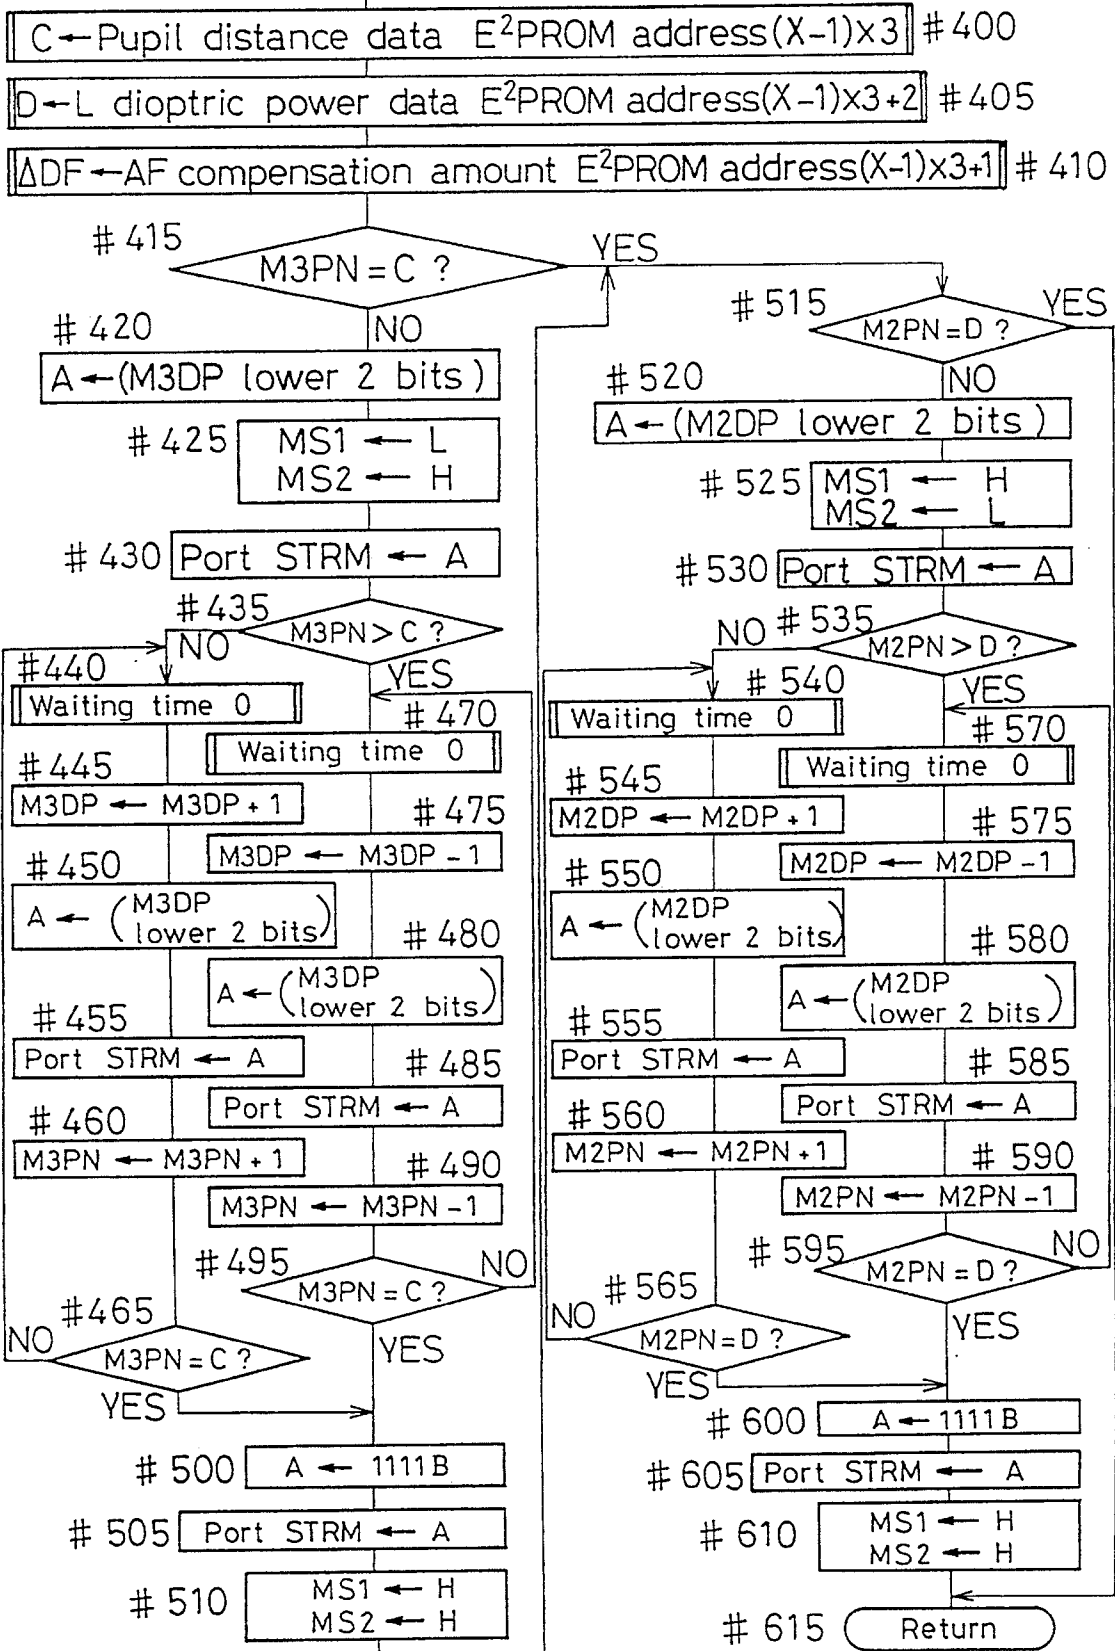 C←Pupil distance data E²PROM address(X-1)x3 #400
D←L dioptric power data E²PROM address(X-1)x3+2 #405
ΔDF←AF compensation amount E²PROM address(X-1)x3+1 #410
#415
M3PN=C ?
YES
NO
#420
A←(M3DP lower 2 bits)
#425
MS1 ← L
MS2 ← H
#430
Port STRM ← A
#435
M3PN>C?
NO
YES
#440
Waiting time 0
#445
M3DP ← M3DP+1
#450
A ← (M3DP
lower 2 bits)
#455
Port STRM ← A
#460
M3PN ← M3PN+1
#465
M3PN=C?
NO
YES
#470
Waiting time 0
#475
M3DP ← M3DP-1
#480
A←(M3DP
lower 2 bits)
#485
Port STRM ← A
#490
M3PN ← M3PN-1
#495
M3PN=C?
NO
YES
#500
A ← 1111B
#505
Port STRM ← A
#510
MS1 ← H
MS2 ← H
#515
M2PN=D?
YES
NO
#520
A←(M2DP lower 2 bits)
#525
MS1 ← H
MS2 ← L
#530
Port STRM ← A
#535
M2PN>D?
NO
YES
#540
Waiting time 0
#545
M2DP ← M2DP+1
#550
A ← (M2DP
lower 2 bits)
#555
Port STRM ← A
#560
M2PN ← M2PN+1
#565
M2PN=D?
NO
YES
#570
Waiting time 0
#575
M2DP ← M2DP-1
#580
A←(M2DP
lower 2 bits)
#585
Port STRM ← A
#590
M2PN ← M2PN-1
#595
M2PN=D?
NO
YES
#600
A ← 1111B
#605
Port STRM ← A
#610
MS1 ← H
MS2 ← H
#615
Return